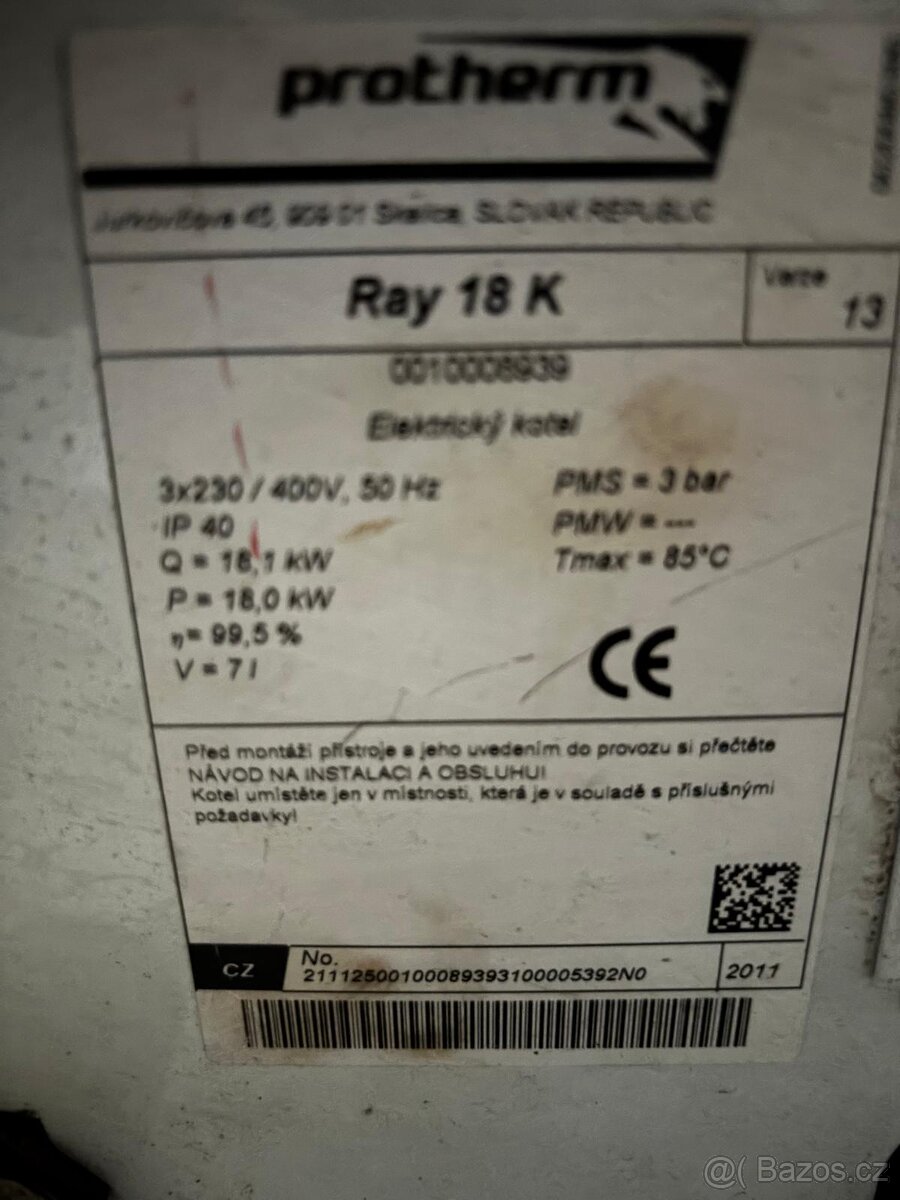 protherm
Jurkovičova 45, 909 01 Skalica, SLOVAK REPUBLIC
Ray 18 K
Verze
13
0010008939
Elektrický kotel
3x230 / 400V, 50 Hz
IP 40
Q = 18,1 kW
P = 18,0 kW
η= 99,5 %
V = 7 l
PMS = 3 bar
PMW = ---
Tmax = 85°C
CE
Před montáží přístroje a jeho uvedením do provozu si přečtěte
NÁVOD NA INSTALACI A OBSLUHU!
Kotel umistěte jen v místnosti, která je v souladě s příslušnými
požadavky!
CZ
No.
21112500100089393100005392N0
2011
@( Bazos.cz